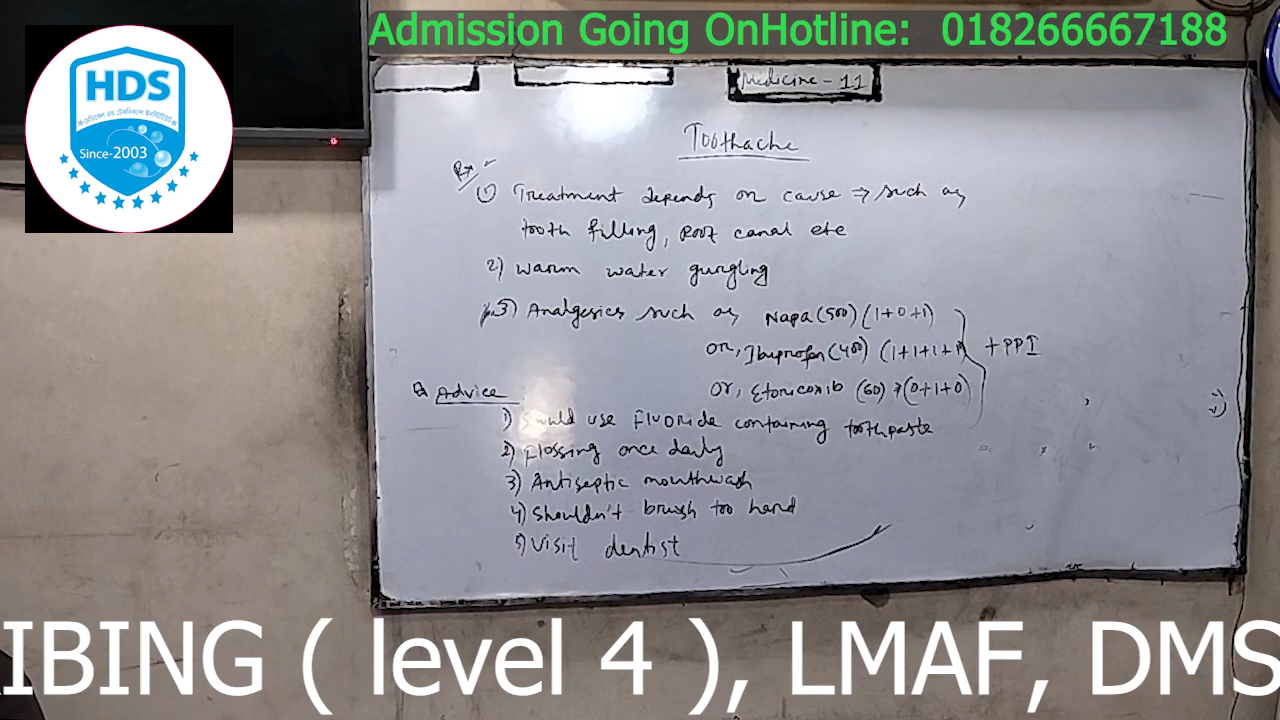 Admission Going OnHotline: 018266667188
HDS
Since-2003
Medicine - 11
Toothache
Rx
1) Treatment depends on cause ⇒ such as,
tooth filling, Root canal etc
2) Warm water gurgling
3) Analgesics such as, Napa (500) (1+0+1)
or, Ibuprofen (400) (1+1+1+1) + PPI
or, Etoricoxib (60) → (0+1+0)
Advice
1) Should use Fluoride containing toothpaste
2) Flossing once daily
3) Antiseptic mouthwash
4) Shouldn't brush too hard
5) Visit dentist
IBING ( level 4 ), LMAF, DMS